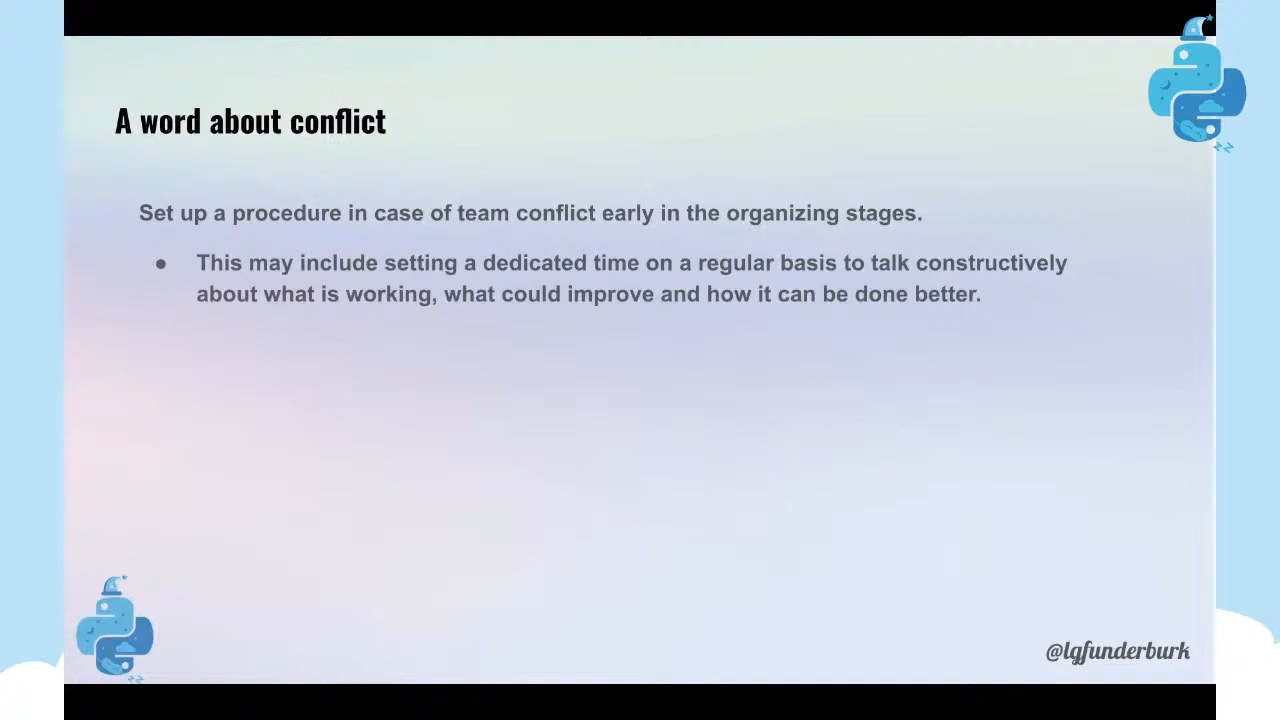 A word about conflict
Set up a procedure in case of team conflict early in the organizing stages.
● This may include setting a dedicated time on a regular basis to talk constructively
about what is working, what could improve and how it can be done better.
@lgfunderburk
zz
zz